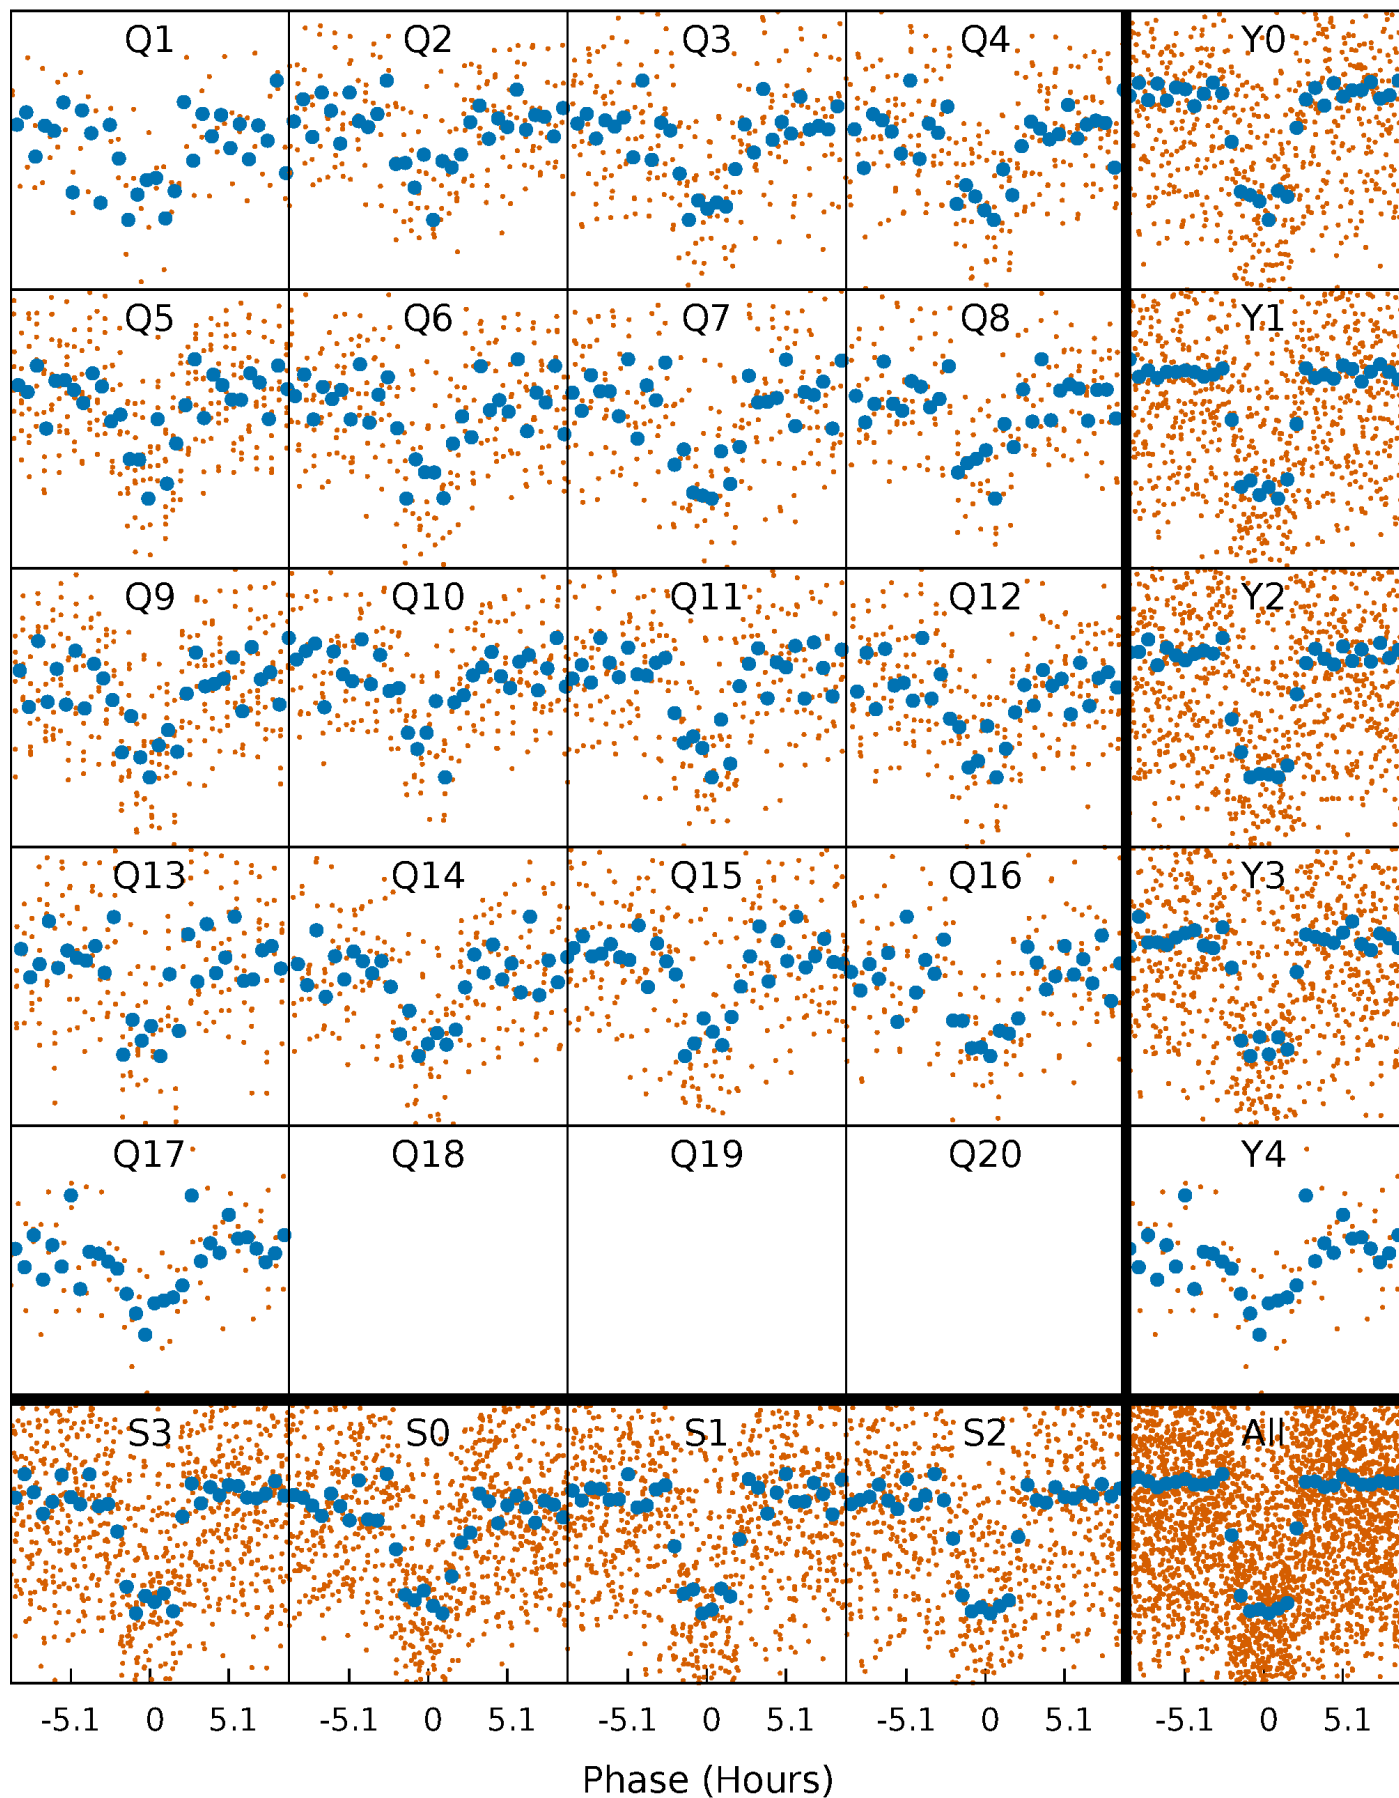 Q1 Q2 Q3 Q4 Y0
Q5 Q6 Q7 Q8 Y1
Q9 Q10 Q11 Q12 Y2
Q13 Q14 Q15 Q16 Y3
Q17 Q18 Q19 Q20 Y4
S3 S0 S1 S2 All
-5.1 0 5.1 -5.1 0 5.1 -5.1 0 5.1 -5.1 0 5.1 -5.1 0 5.1
Phase (Hours)